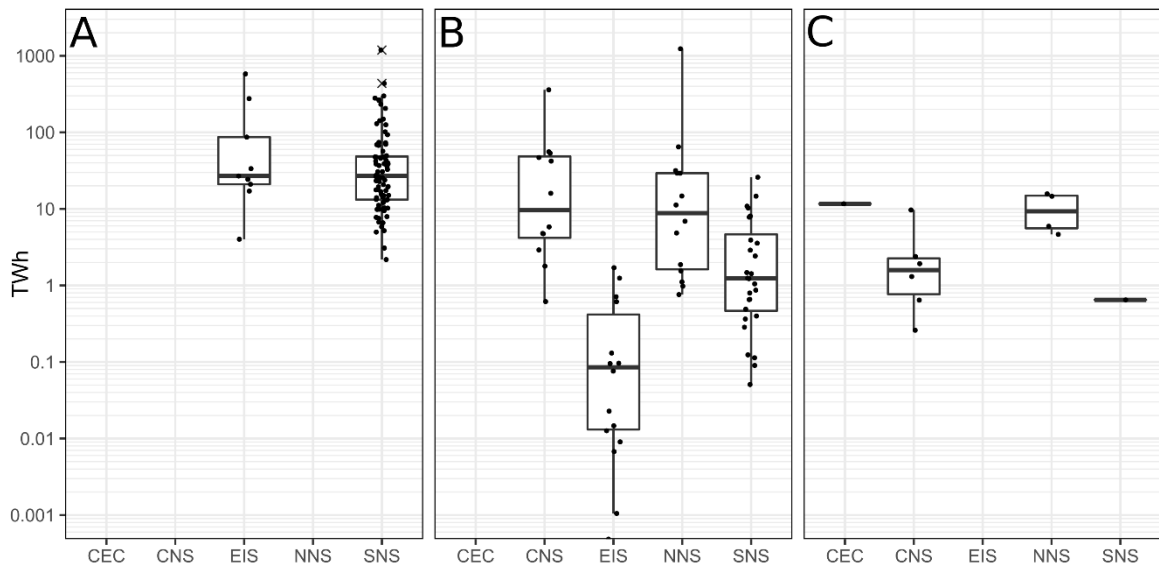 A B C
1000
100
10
1
0.1
0.01
0.001
TWh
CEC CNS EIS NNS SNS CEC CNS EIS NNS SNS CEC CNS EIS NNS SNS